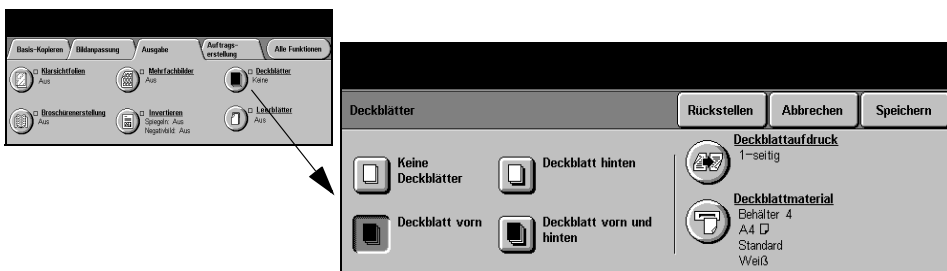 Basis-Kopieren Bildanpassung Ausgabe Auftrags-erstellung Alle Funktionen
Klarsichtfolien
Aus
Mehrfachbilder
Aus
Deckblätter
Keine
Broschürenerstellung
Aus
Invertieren
Spiegeln: Aus
Negativbild: Aus
Leerblätter
Aus
Deckblätter
Rückstellen
Abbrechen
Speichern
Keine
Deckblätter
Deckblatt hinten
Deckblatt vorn
Deckblatt vorn und
hinten
Deckblattaufdruck
1-seitig
Deckblattmaterial
Behälter 4
A4
Standard
Weiß